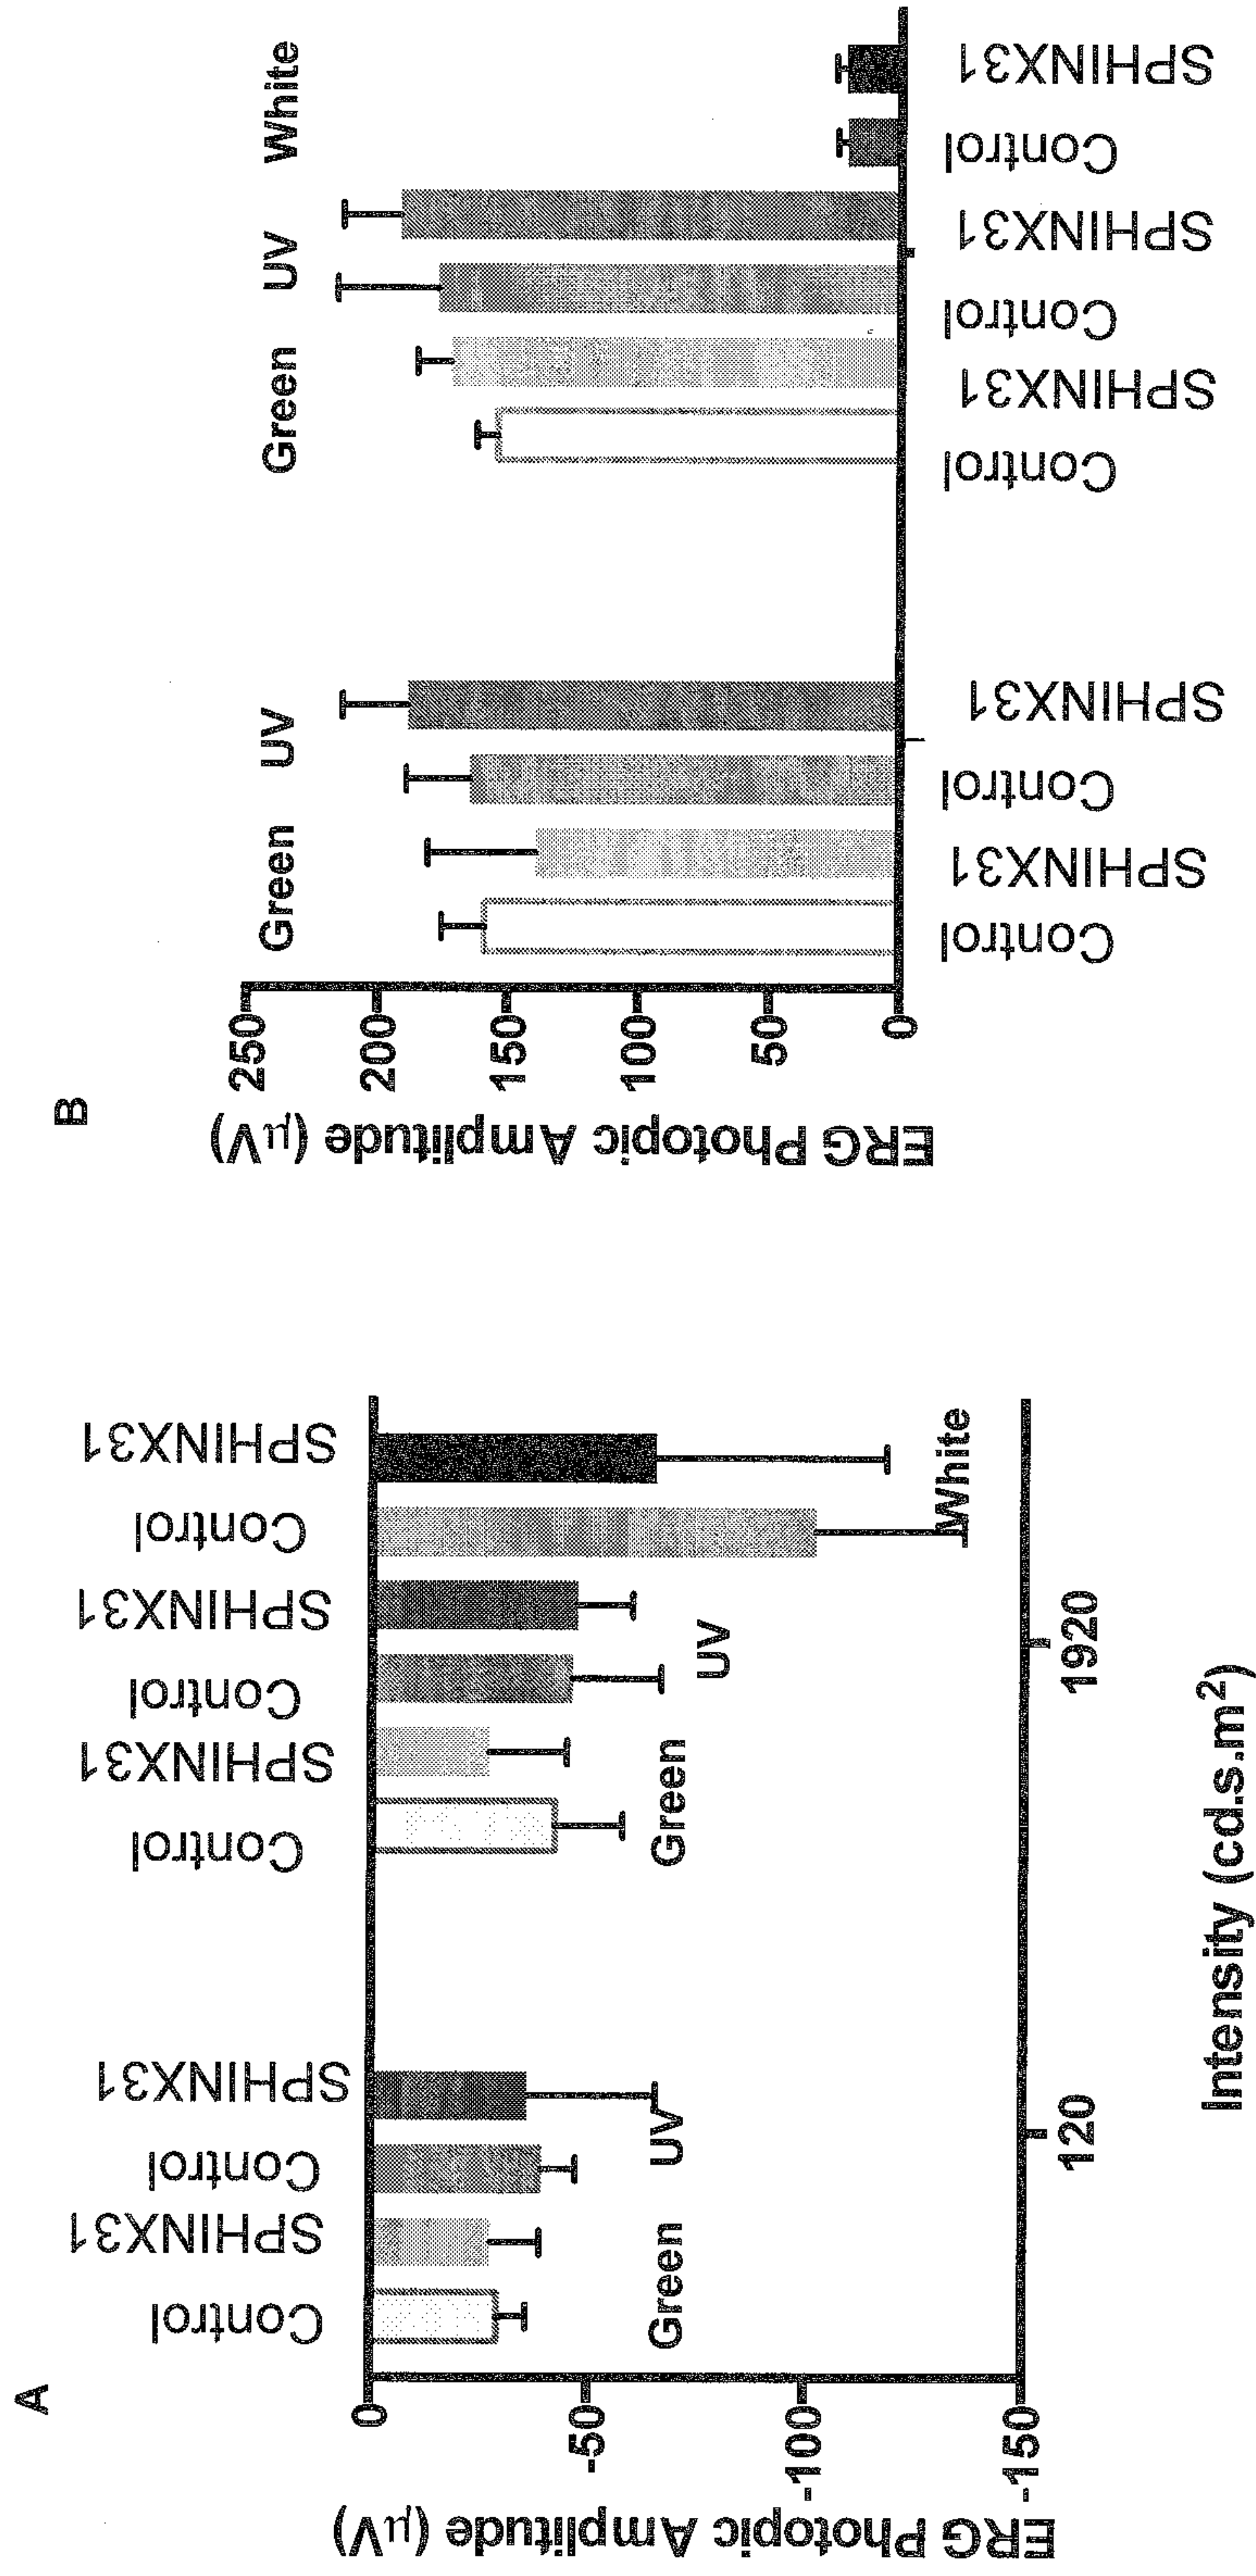 A
ERG Photopic Amplitude (μV)
0
-50
-100
-150
Control
SPHINX31
Control
SPHINX31
Control
SPHINX31
Control
SPHINX31
Control
SPHINX31
Green
UV
Green
UV
White
120
1920
Intensity (cd.s.m²)
B
ERG Photopic Amplitude (μV)
250
200
150
100
50
0
Green
UV
Green
UV
White
Control
SPHINX31
Control
SPHINX31
Control
SPHINX31
Control
SPHINX31
Control
SPHINX31